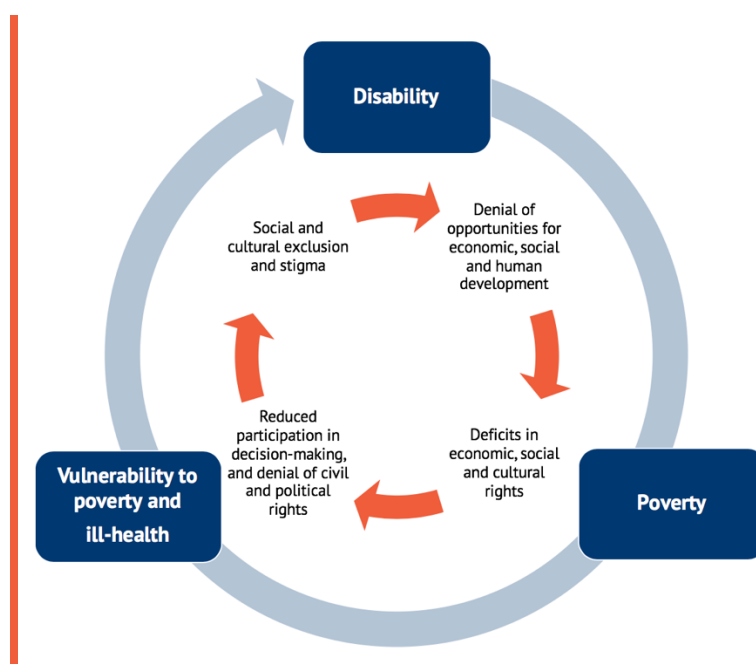 Disability
Social and
cultural exclusion
and stigma
Denial of
opportunities for
economic, social
and human
development
Reduced
participation in
decision-making,
and denial of civil
and political
rights
Deficits in
economic, social
and cultural
rights
Vulnerability to
poverty and
ill-health
Poverty